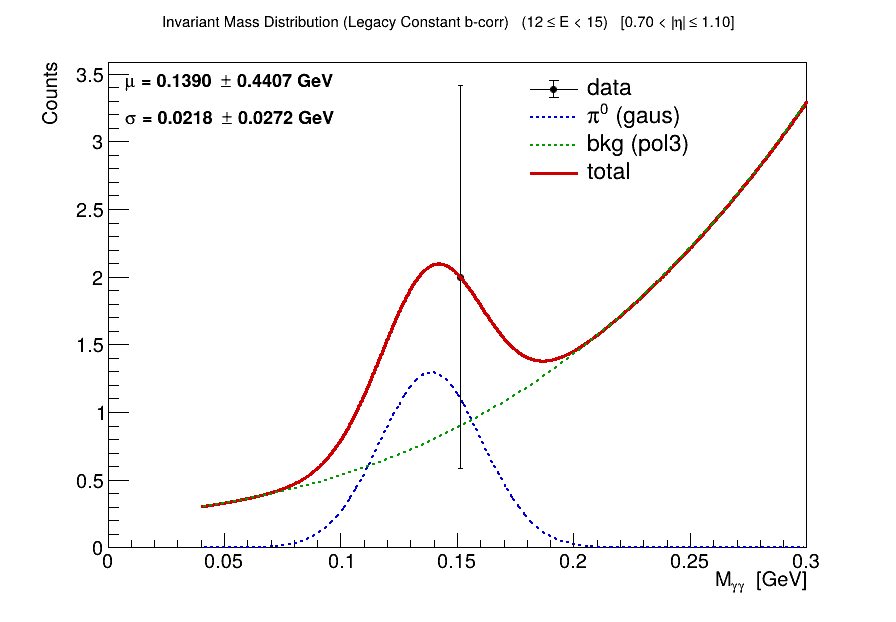 Invariant Mass Distribution (Legacy Constant b-corr) (12 ≤ E < 15) [0.70 < |η| ≤ 1.10]
Counts
μ = 0.1390 ± 0.4407 GeV
σ = 0.0218 ± 0.0272 GeV
data
π⁰ (gaus)
bkg (pol3)
total
3.5
3
2.5
2
1.5
1
0.5
0
0 0.05 0.1 0.15 0.2 0.25 0.3
Mγγ [GeV]